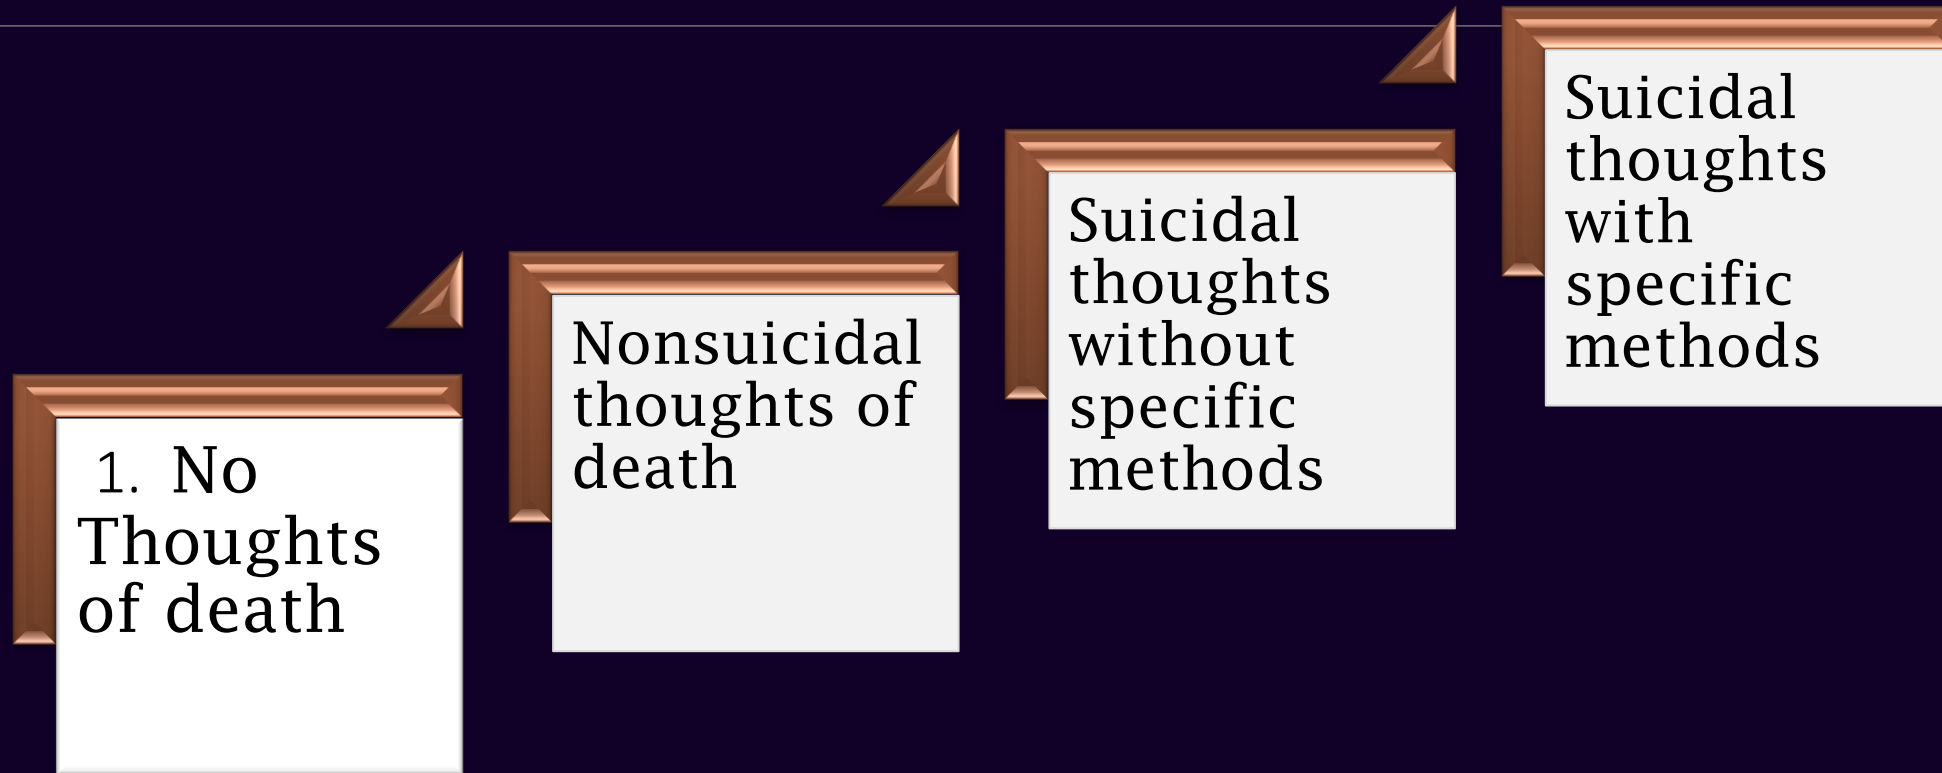 1. No
Thoughts
of death
Nonsuicidal
thoughts of
death
Suicidal
thoughts
without
specific
methods
Suicidal
thoughts
with
specific
methods